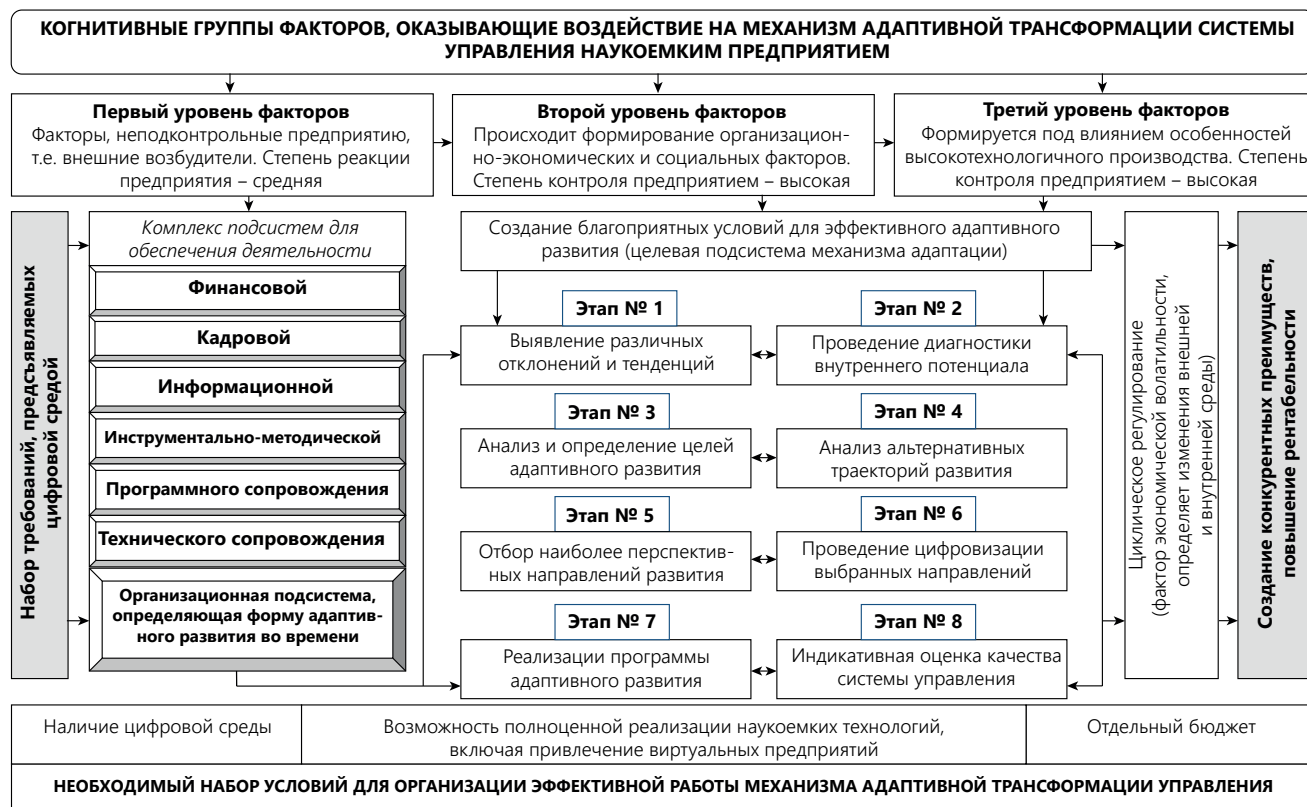 КОГНИТИВНЫЕ ГРУППЫ ФАКТОРОВ, ОКАЗЫВАЮЩИЕ ВОЗДЕЙСТВИЕ НА МЕХАНИЗМ АДАПТИВНОЙ ТРАНСФОРМАЦИИ СИСТЕМЫ
УПРАВЛЕНИЯ НАУКОЕМКИМ ПРЕДПРИЯТИЕМ
Первый уровень факторов
Факторы, неподконтрольные предприятию,
т.е. внешние возбудители. Степень реакции
предприятия – средняя
Второй уровень факторов
Происходит формирование организацион-
но-экономических и социальных факторов.
Степень контроля предприятием – высокая
Третий уровень факторов
Формируется под влиянием особенностей
высокотехнологичного производства. Степень
контроля предприятием – высокая
Набор требований, предъявляемых
цифровой средой
Комплекс подсистем для
обеспечения деятельности
Финансовой
Кадровой
Информационной
Инструментально-методической
Программного сопровождения
Технического сопровождения
Организационная подсистема,
определяющая форму адаптив-
ного развития во времени
Создание благоприятных условий для эффективного адаптивного
развития (целевая подсистема механизма адаптации)
Этап № 1
Выявление различных
отклонений и тенденций
Этап № 2
Проведение диагностики
внутреннего потенциала
Этап № 3
Анализ и определение целей
адаптивного развития
Этап № 4
Анализ альтернативных
траекторий развития
Этап № 5
Отбор наиболее перспектив-
ных направлений развития
Этап № 6
Проведение цифровизации
выбранных направлений
Этап № 7
Реализации программы
адаптивного развития
Этап № 8
Индикативная оценка качества
системы управления
Циклическое регулирование
(фактор экономической волатильности,
определяет изменения внешней
и внутренней среды)
Создание конкурентных преимуществ,
повышение рентабельности
Наличие цифровой среды
Возможность полноценной реализации наукоемких технологий,
включая привлечение виртуальных предприятий
Отдельный бюджет
НЕОБХОДИМЫЙ НАБОР УСЛОВИЙ ДЛЯ ОРГАНИЗАЦИИ ЭФФЕКТИВНОЙ РАБОТЫ МЕХАНИЗМА АДАПТИВНОЙ ТРАНСФОРМАЦИИ УПРАВЛЕНИЯ